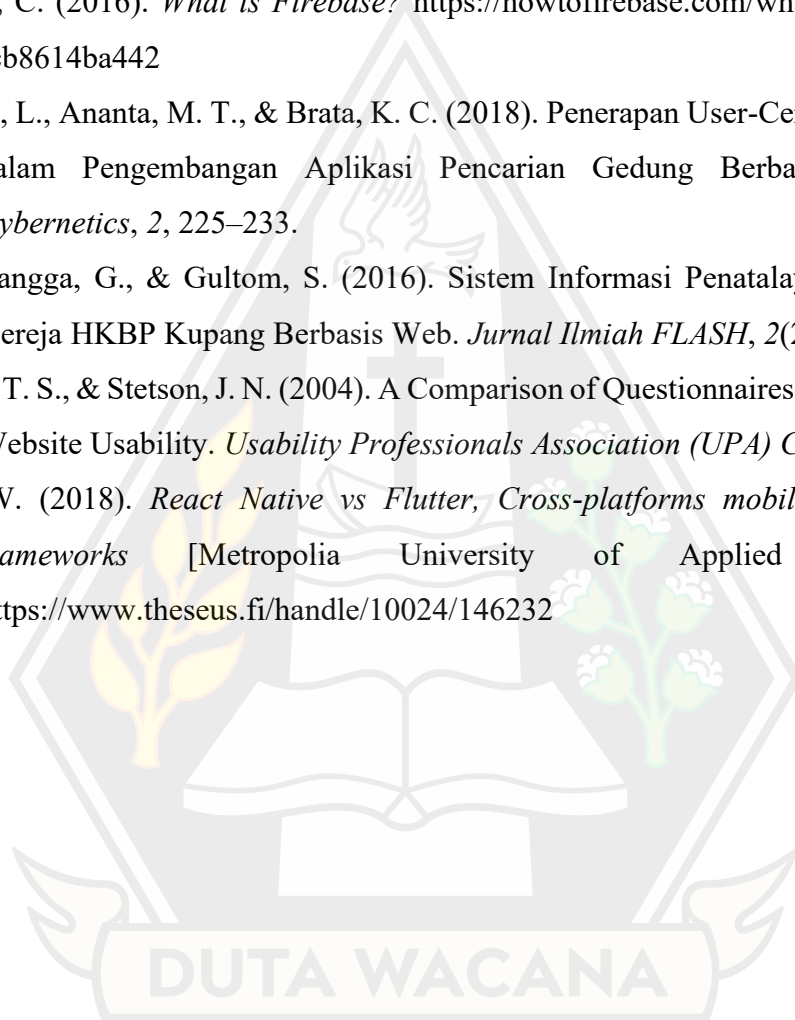 , C. (2016). What is Firebase? https://howtofirebase.com/wh
eb8614ba442
, L., Ananta, M. T., & Brata, K. C. (2018). Penerapan User-Ce
alam Pengembangan Aplikasi Pencarian Gedung Berba
ybernetics, 2, 225–233.
angga, G., & Gultom, S. (2016). Sistem Informasi Penatala
ereja HKBP Kupang Berbasis Web. Jurnal Ilmiah FLASH, 2(
T. S., & Stetson, J. N. (2004). A Comparison of Questionnaires
Website Usability. Usability Professionals Association (UPA) C
W. (2018). React Native vs Flutter, Cross-platforms mobil
ameworks [Metropolia University of Applied
ttps://www.theseus.fi/handle/10024/146232
DUTA WACANA